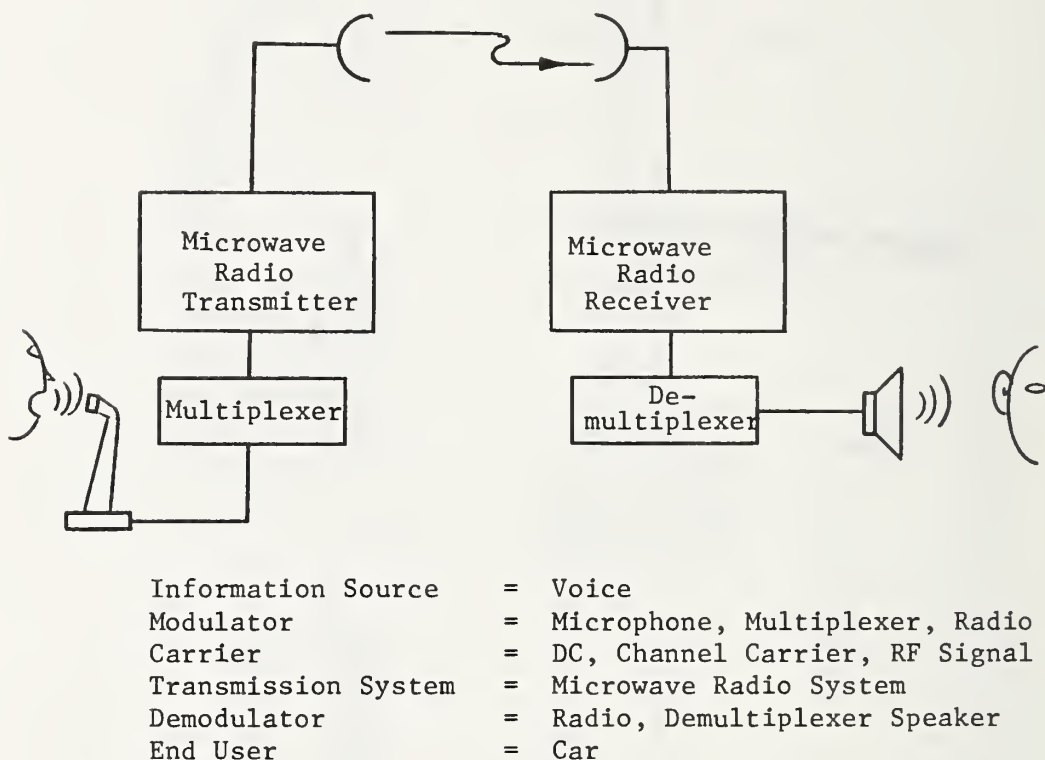 Microwave
Radio
Transmitter
Microwave
Radio
Receiver
Multiplexer
De-
multiplexer
Information Source = Voice
Modulator = Microphone, Multiplexer, Radio
Carrier = DC, Channel Carrier, RF Signal
Transmission System = Microwave Radio System
Demodulator = Radio, Demultiplexer Speaker
End User = Car